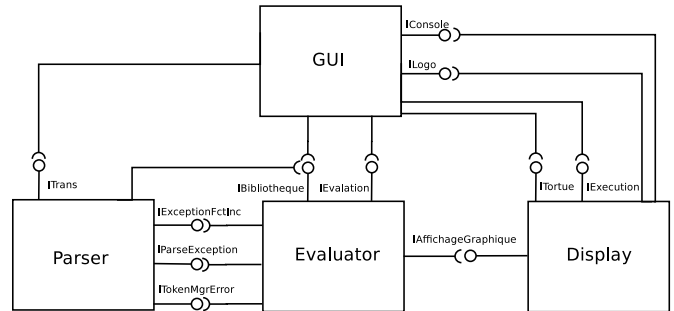 IConsole
GUI
ILogo
ITrans
IBibliotheque
IEvalation
ITortue
IExecution
IExceptionFctInc
IParseException
ITokenMgrError
Parser
Evaluator
IAffichageGraphique
Display